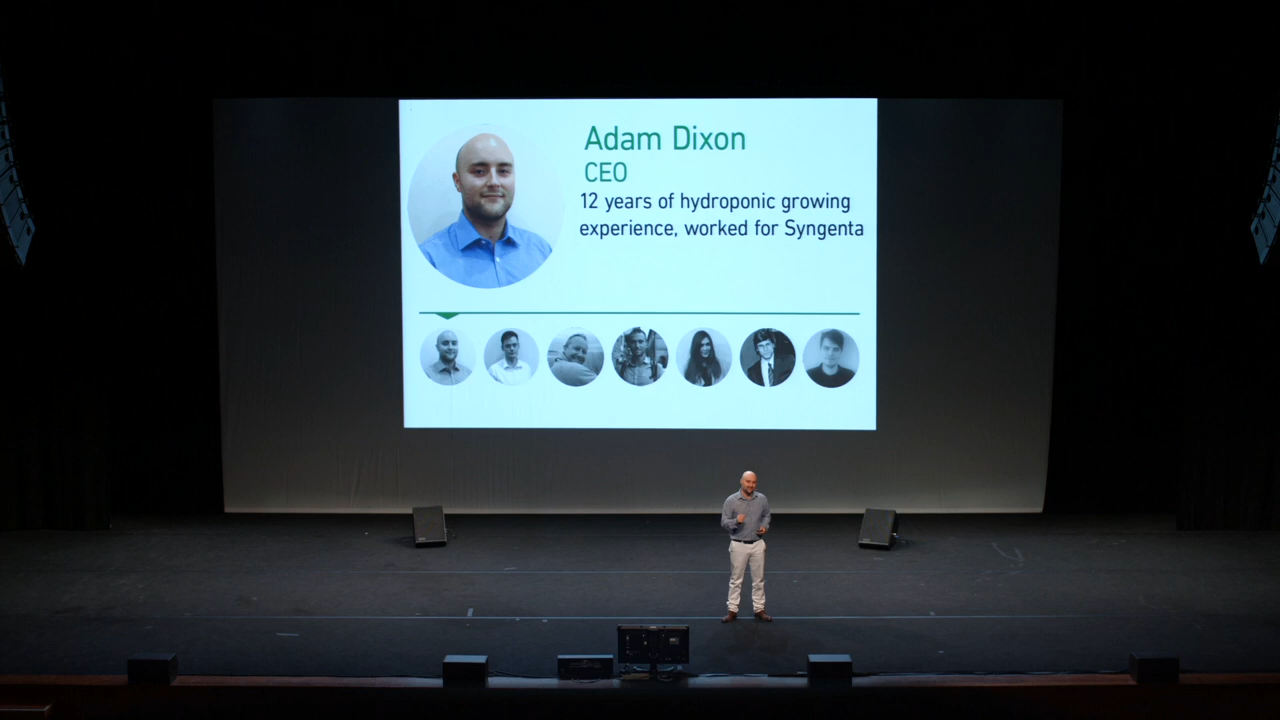 Adam Dixon
CEO
12 years of hydroponic growing
experience, worked for Syngenta